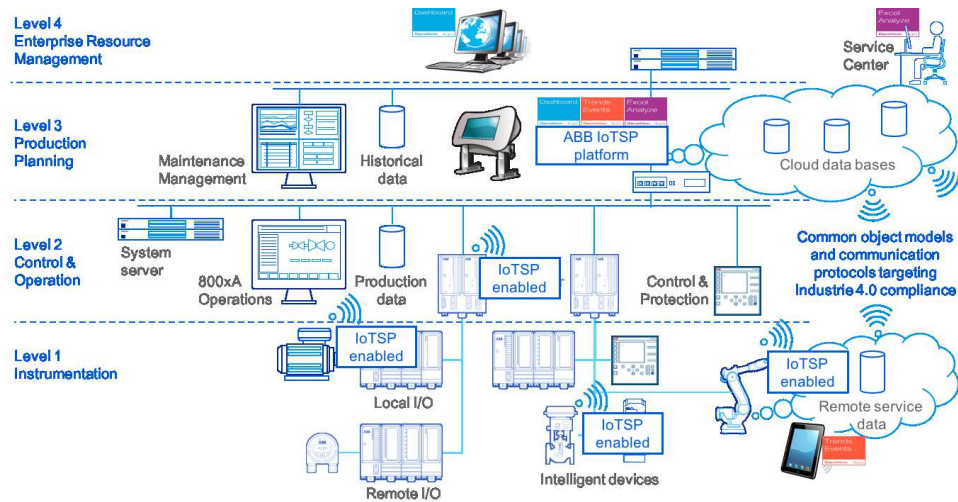 Level 4
Enterprise Resource
Management
Dashboard
Excel
Analyze
Service
Center
Level 3
Production
Planning
Maintenance
Management
Historical
data
Dashboard
Trends
Events
Excel
Analyze
ABB IoTSP
platform
Cloud data bases
Level 2
Control &
Operation
System
server
800xA
Operations
Production
data
IoTSP
enabled
Control &
Protection
Common object models
and communication
protocols targeting
Industrie 4.0 compliance
Level 1
Instrumentation
IoTSP
enabled
Local I/O
ABB
Remote I/O
IoTSP
enabled
Intelligent devices
IoTSP
enabled
Remote service
data
Trends
Events